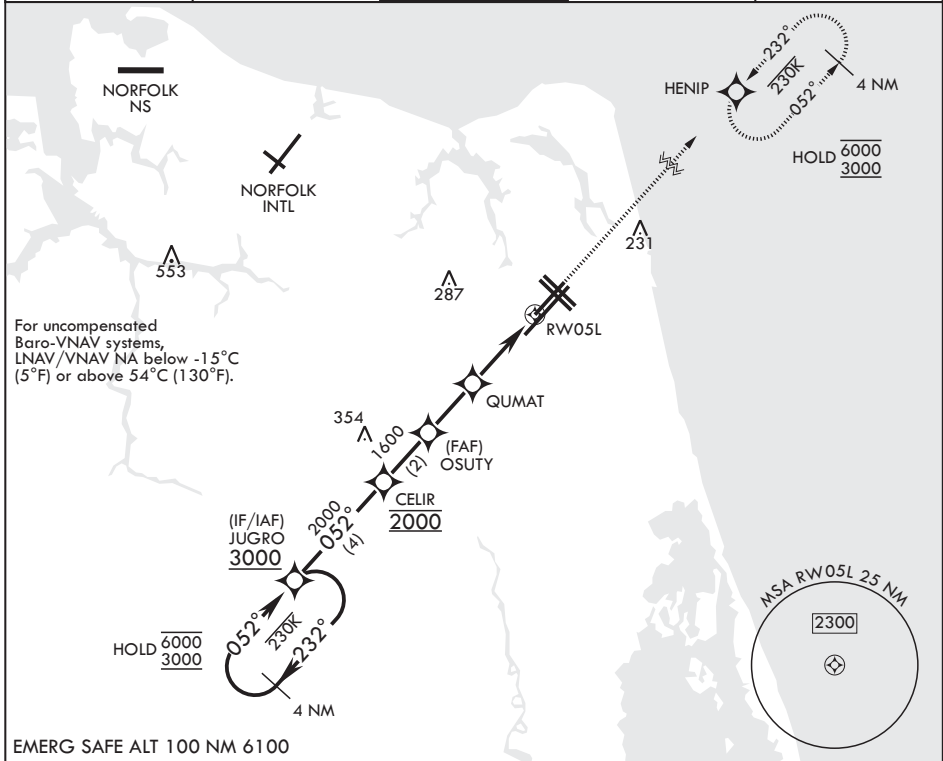 NORFOLK
NS
NORFOLK
INTL
HENIP
232°
230K
052°
4 NM
HOLD 6000
3000
553
287
231
RW05L
For uncompensated
Baro-VNAV systems,
LNAV/VNAV NA below -15°C
(5°F) or above 54°C (130°F).
QUMAT
354
1600
(2)
(FAF)
OSUTY
CELIR
2000
2000
052°
(4)
(IF/IAF)
JUGRO
3000
052°
230K
232°
HOLD 6000
3000
4 NM
MSA RW05L 25 NM
2300
EMERG SAFE ALT 100 NM 6100